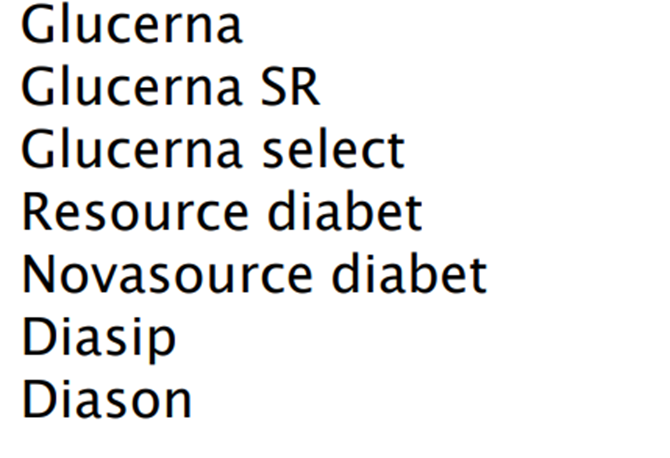 Glucerna
Glucerna SR
Glucerna select
Resource diabet
Novasource diabet
Diasip
Diason